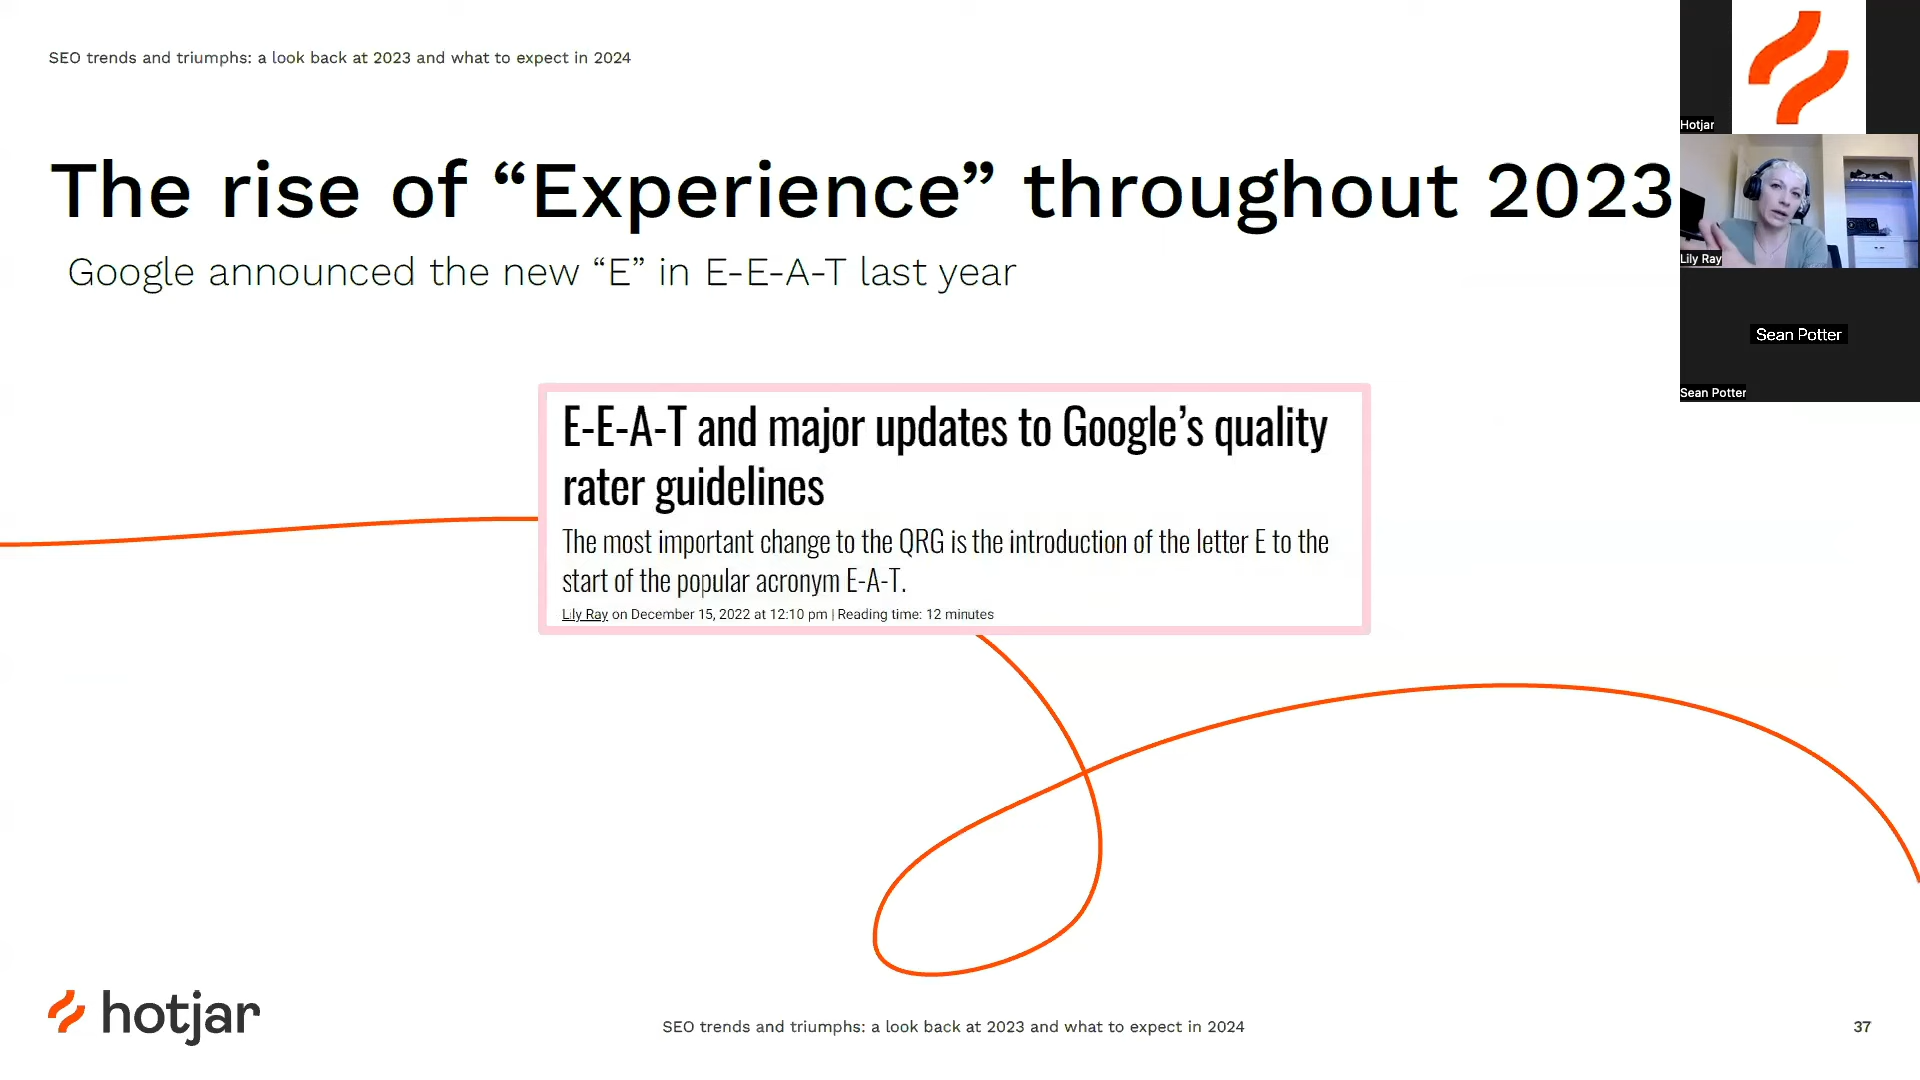 SEO trends and triumphs: a look back at 2023 and what to expect in 2024
The rise of “Experience” throughout 2023
Google announced the new “E” in E-E-A-T last year
E-E-A-T and major updates to Google’s quality
rater guidelines
The most important change to the QRG is the introduction of the letter E to the
start of the popular acronym E-A-T.
Lily Ray on December 15, 2022 at 12:10 pm | Reading time: 12 minutes
Hotjar
Lily Ray
Sean Potter
Sean Potter
hotjar
SEO trends and triumphs: a look back at 2023 and what to expect in 2024
37